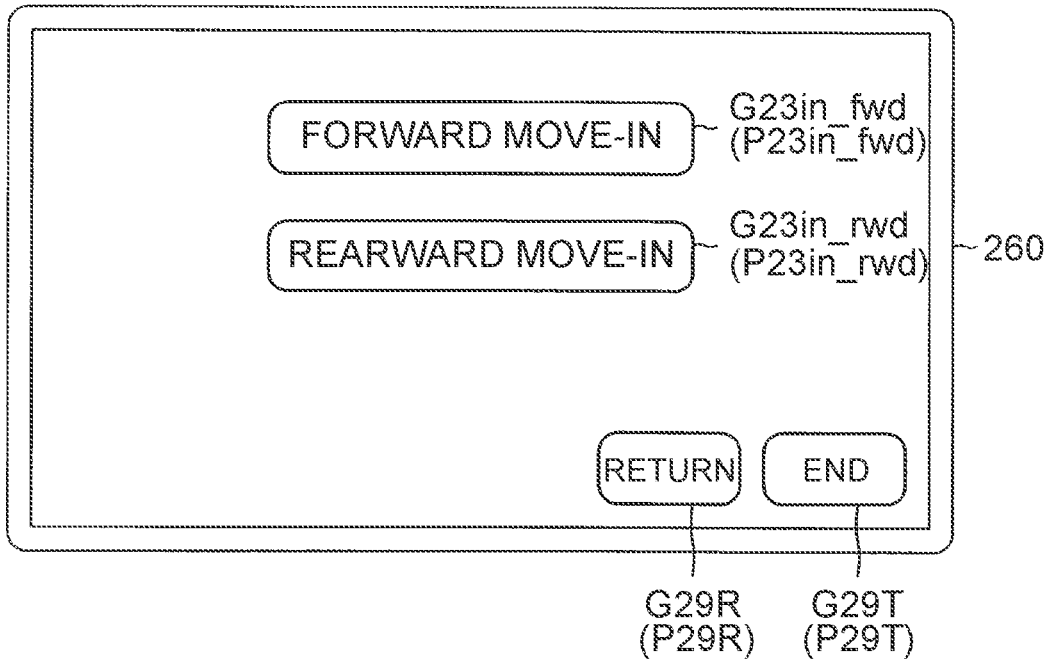 FORWARD MOVE-IN
G23in_fwd
(P23in_fwd)
REARWARD MOVE-IN
G23in_rwd
(P23in_rwd)
260
RETURN
END
G29R
(P29R)
G29T
(P29T)